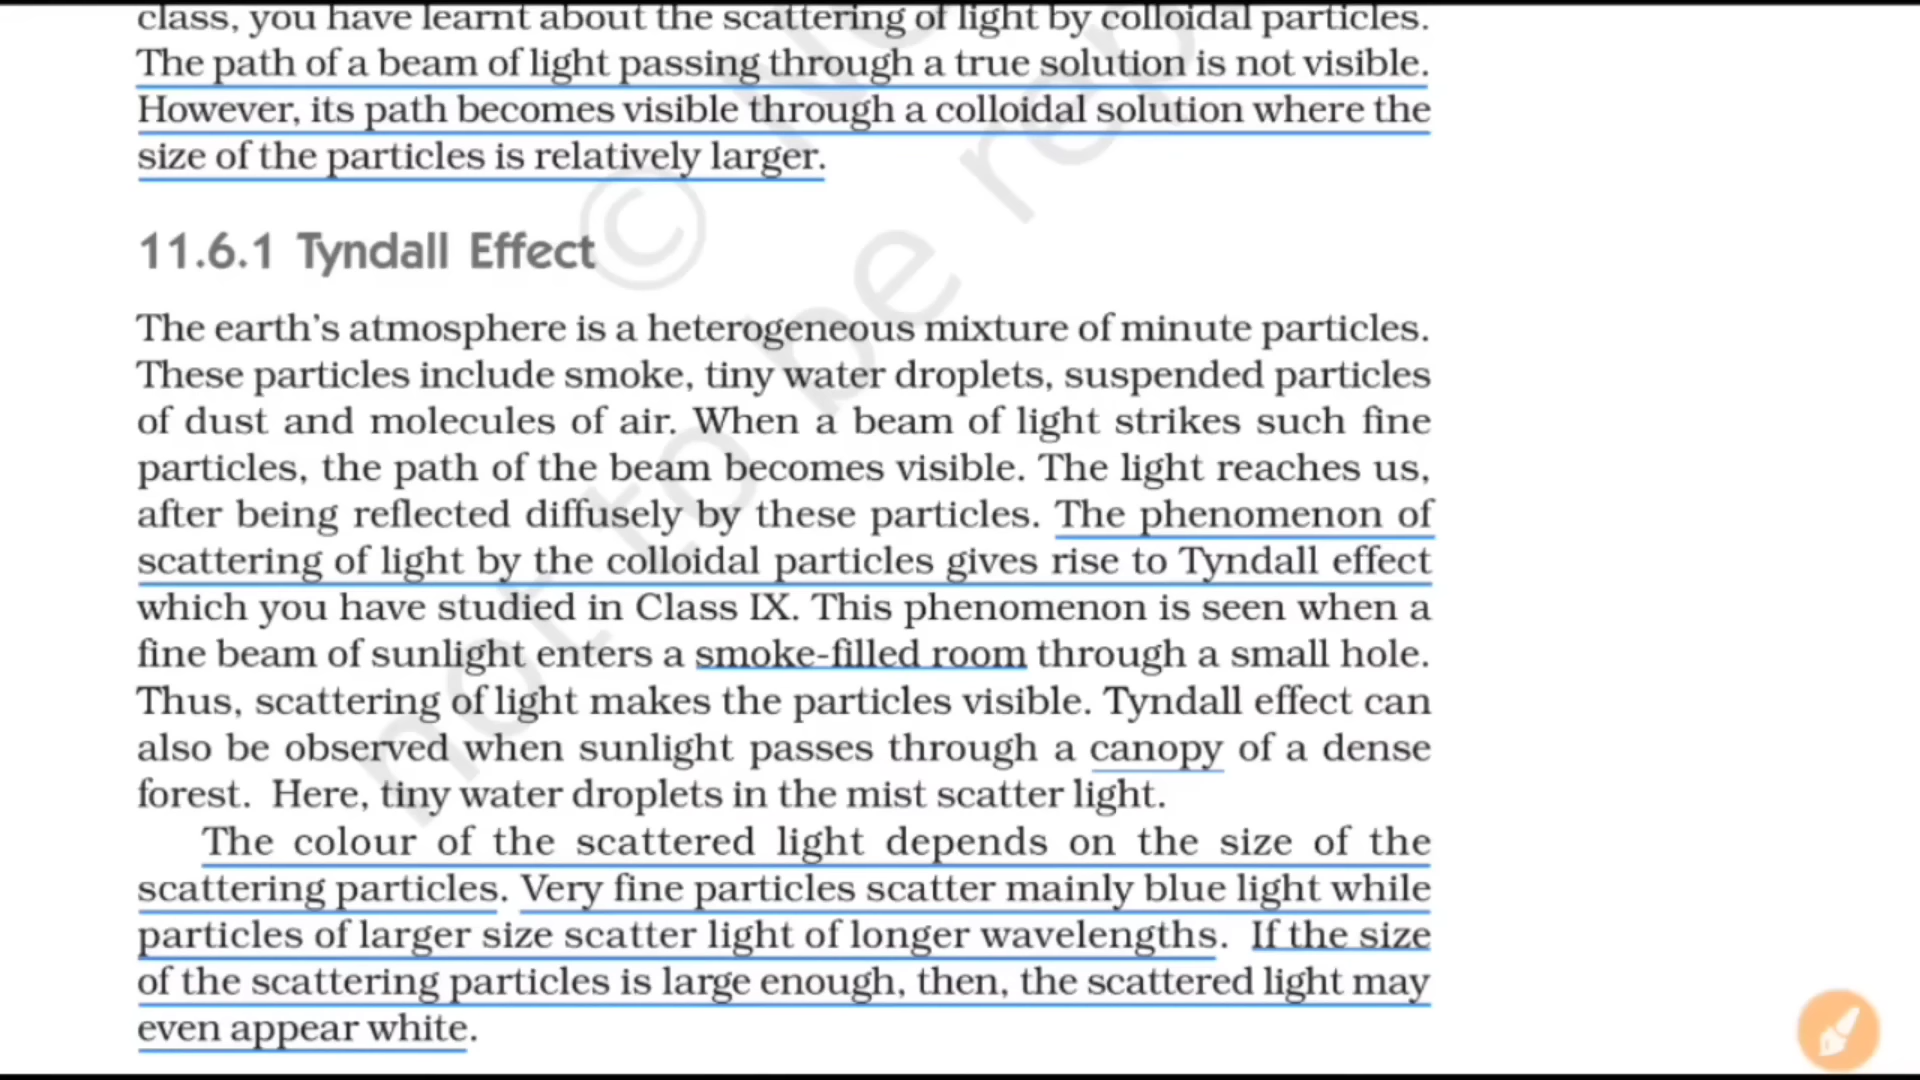 class, you have learnt about the scattering of light by colloidal particles.
The path of a beam of light passing through a true solution is not visible.
However, its path becomes visible through a colloidal solution where the
size of the particles is relatively larger.
11.6.1 Tyndall Effect
The earth’s atmosphere is a heterogeneous mixture of minute particles.
These particles include smoke, tiny water droplets, suspended particles
of dust and molecules of air. When a beam of light strikes such fine
particles, the path of the beam becomes visible. The light reaches us,
after being reflected diffusely by these particles. The phenomenon of
scattering of light by the colloidal particles gives rise to Tyndall effect
which you have studied in Class IX. This phenomenon is seen when a
fine beam of sunlight enters a smoke-filled room through a small hole.
Thus, scattering of light makes the particles visible. Tyndall effect can
also be observed when sunlight passes through a canopy of a dense
forest. Here, tiny water droplets in the mist scatter light.
The colour of the scattered light depends on the size of the
scattering particles. Very fine particles scatter mainly blue light while
particles of larger size scatter light of longer wavelengths. If the size
of the scattering particles is large enough, then, the scattered light may
even appear white.
©
not to be